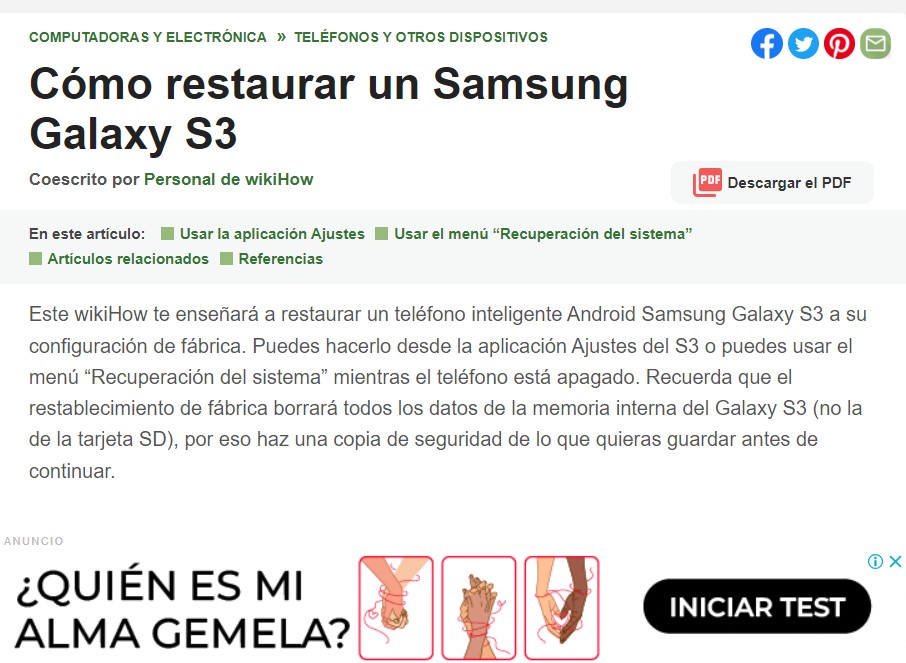 COMPUTADORAS Y ELECTRÓNICA » TELÉFONOS Y OTROS DISPOSITIVOS
Cómo restaurar un Samsung
Galaxy S3
Coescrito por Personal de wikiHow
PDF Descargar el PDF
En este artículo: Usar la aplicación Ajustes Usar el menú “Recuperación del sistema”
Artículos relacionados Referencias
Este wikiHow te enseñará a restaurar un teléfono inteligente Android Samsung Galaxy S3 a su
configuración de fábrica. Puedes hacerlo desde la aplicación Ajustes del S3 o puedes usar el
menú “Recuperación del sistema” mientras el teléfono está apagado. Recuerda que el
restablecimiento de fábrica borrará todos los datos de la memoria interna del Galaxy S3 (no la
de la tarjeta SD), por eso haz una copia de seguridad de lo que quieras guardar antes de
continuar.
ANUNCIO
¿QUIÉN ES MI
ALMA GEMELA?
INICIAR TEST